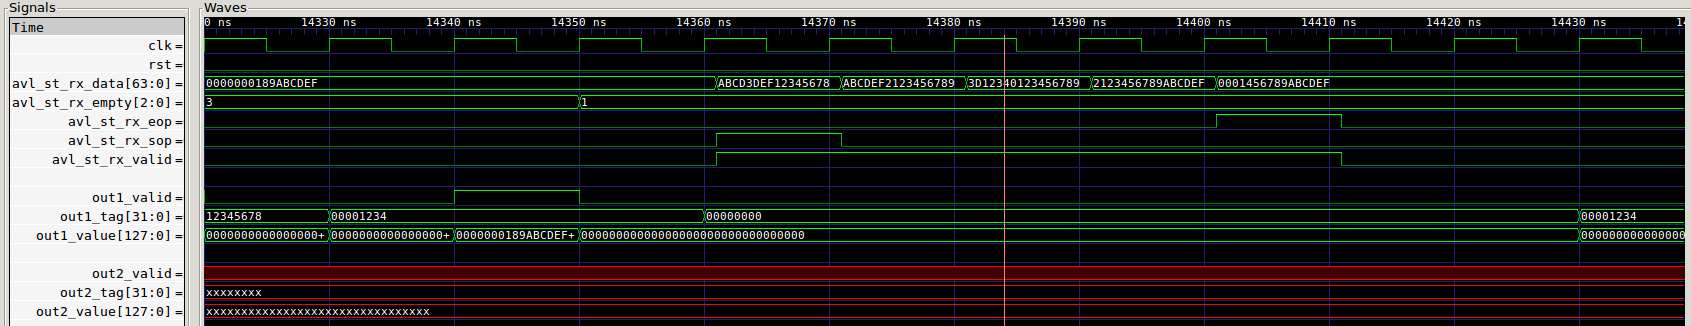 Signals
Waves
Time
0 ns 14330 ns 14340 ns 14350 ns 14360 ns 14370 ns 14380 ns 14390 ns 14400 ns 14410 ns 14420 ns 14430 ns 14
clk =
rst =
avl_st_rx_data[63:0] = 0000000189ABCDEF ABCD3DEF12345678 ABCDEF2123456789 3D12340123456789 2123456789ABCDEF 0001456789ABCDEF
avl_st_rx_empty[2:0] = 3 1
avl_st_rx_eop =
avl_st_rx_sop =
avl_st_rx_valid =
out1_valid =
out1_tag[31:0] = 12345678 00001234 00000000 00001234
out1_value[127:0] = 0000000000000000+ 0000000000000000+ 0000000189ABCDEF+ 00000000000000000000000000000000 0000000000000000
out2_valid =
out2_tag[31:0] = xxxxxxxx
out2_value[127:0] = xxxxxxxxxxxxxxxxxxxxxxxxxxxxxxxx